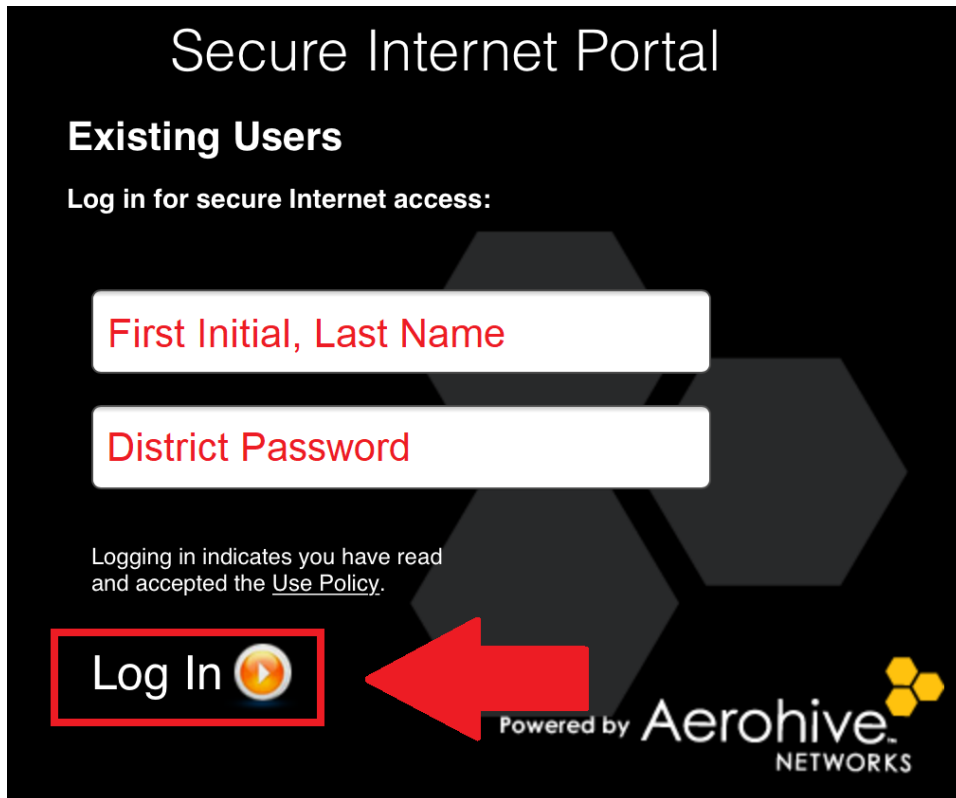 Secure Internet Portal
Existing Users
Log in for secure Internet access:
First Initial, Last Name
District Password
Logging in indicates you have read
and accepted the Use Policy.
Log In
Powered by Aerohive™
NETWORKS